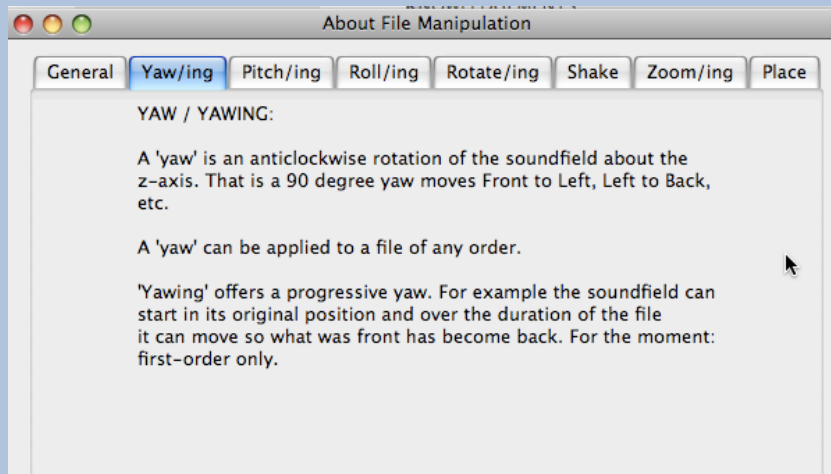 About File Manipulation
General Yaw/ing Pitch/ing Roll/ing Rotate/ing Shake Zoom/ing Place
YAW / YAWING:
A 'yaw' is an anticlockwise rotation of the soundfield about the
z-axis. That is a 90 degree yaw moves Front to Left, Left to Back,
etc.
A 'yaw' can be applied to a file of any order.
'Yawing' offers a progressive yaw. For example the soundfield can
start in its original position and over the duration of the file
it can move so what was front has become back. For the moment:
first-order only.